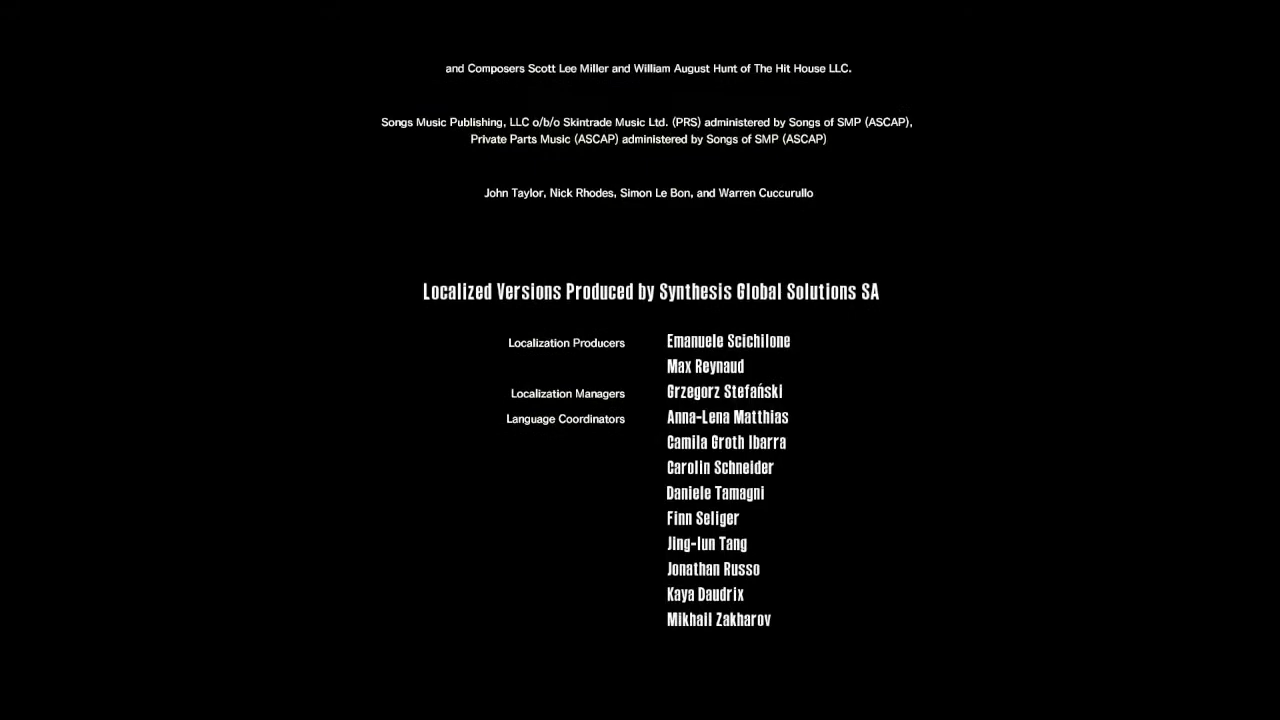 and Composers Scott Lee Miller and William August Hunt of The Hit House LLC.
Songs Music Publishing, LLC o/b/o Skintrade Music Ltd. (PRS) administered by Songs of SMP (ASCAP),
Private Parts Music (ASCAP) administered by Songs of SMP (ASCAP)
John Taylor, Nick Rhodes, Simon Le Bon, and Warren Cuccurullo
Localized Versions Produced by Synthesis Global Solutions SA
Localization Producers Emanuele Scichilone
Max Reynaud
Localization Managers Grzegorz Stefański
Language Coordinators Anna-Lena Matthias
Camila Groth Ibarra
Carolin Schneider
Daniele Tamagni
Finn Seliger
Jing-Iun Tang
Jonathan Russo
Kaya Daudrix
Mikhail Zakharov